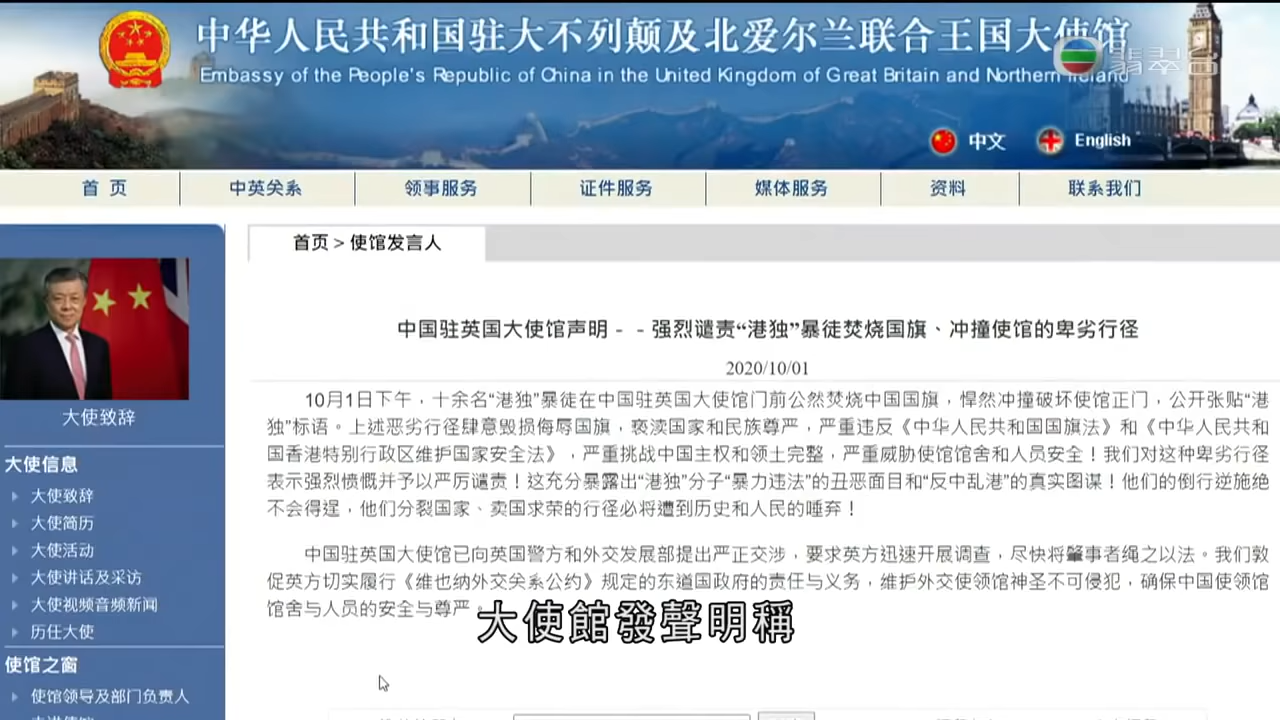 中华人民共和国驻大不列颠及北爱尔兰联合王国大使馆
Embassy of the People's Republic of China in the United Kingdom of Great Britain and Northern Ireland
翡翠台
中文
English
首 页
中英关系
领事服务
证件服务
媒体服务
资料
联系我们
首页 > 使馆发言人
中国驻英国大使馆声明－－强烈谴责“港独”暴徒焚烧国旗、冲撞使馆的卑劣行径
2020/10/01
10月1日下午，十余名“港独”暴徒在中国驻英国大使馆门前公然焚烧中国国旗，悍然冲撞破坏使馆正门，公开张贴“港
独”标语。上述恶劣行径肆意毁损侮辱国旗，亵渎国家和民族尊严，严重违反《中华人民共和国国旗法》和《中华人民共和
国香港特别行政区维护国家安全法》，严重挑战中国主权和领土完整，严重威胁使馆馆舍和人员安全！我们对这种卑劣行径
表示强烈愤慨并予以严厉谴责！这充分暴露出“港独”分子“暴力违法”的丑恶面目和“反中乱港”的真实图谋！他们的倒行逆施绝
不会得逞，他们分裂国家、卖国求荣的行径必将遭到历史和人民的唾弃！
中国驻英国大使馆已向英国警方和外交发展部提出严正交涉，要求英方迅速开展调查，尽快将肇事者绳之以法。我们敦
促英方切实履行《维也纳外交关系公约》规定的东道国政府的责任与义务，维护外交使领馆神圣不可侵犯，确保中国使领馆
馆舍与人员的安全与尊严。
大使致辞
大使信息
大使致辞
大使简历
大使活动
大使讲话及采访
大使视频音频新闻
历任大使
使馆之窗
使馆领导及部门负责人
大使館發聲明稱